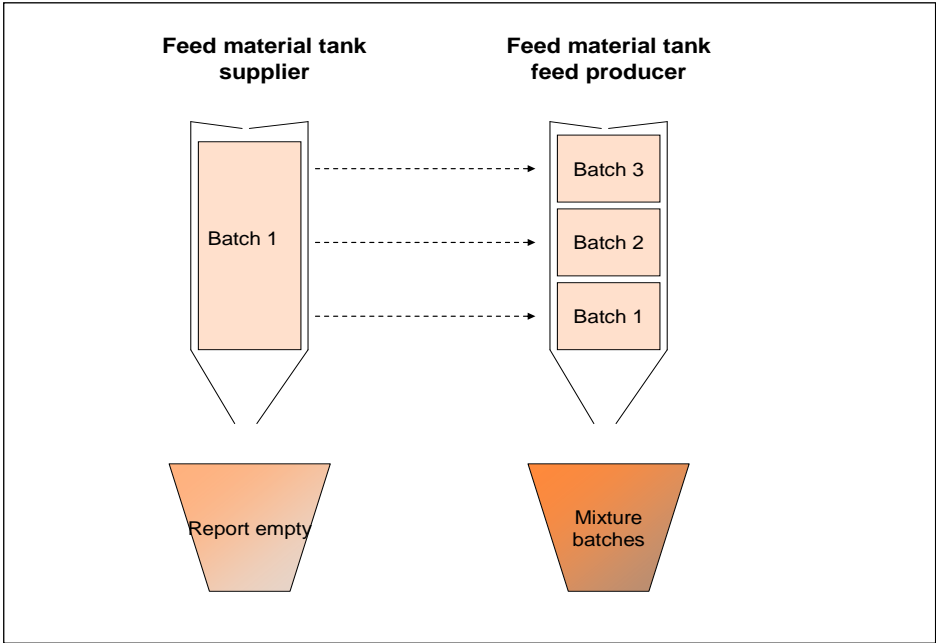 Feed material tank
supplier
Feed material tank
feed producer
Batch 1
Batch 3
Batch 2
Batch 1
Report empty
Mixture
batches